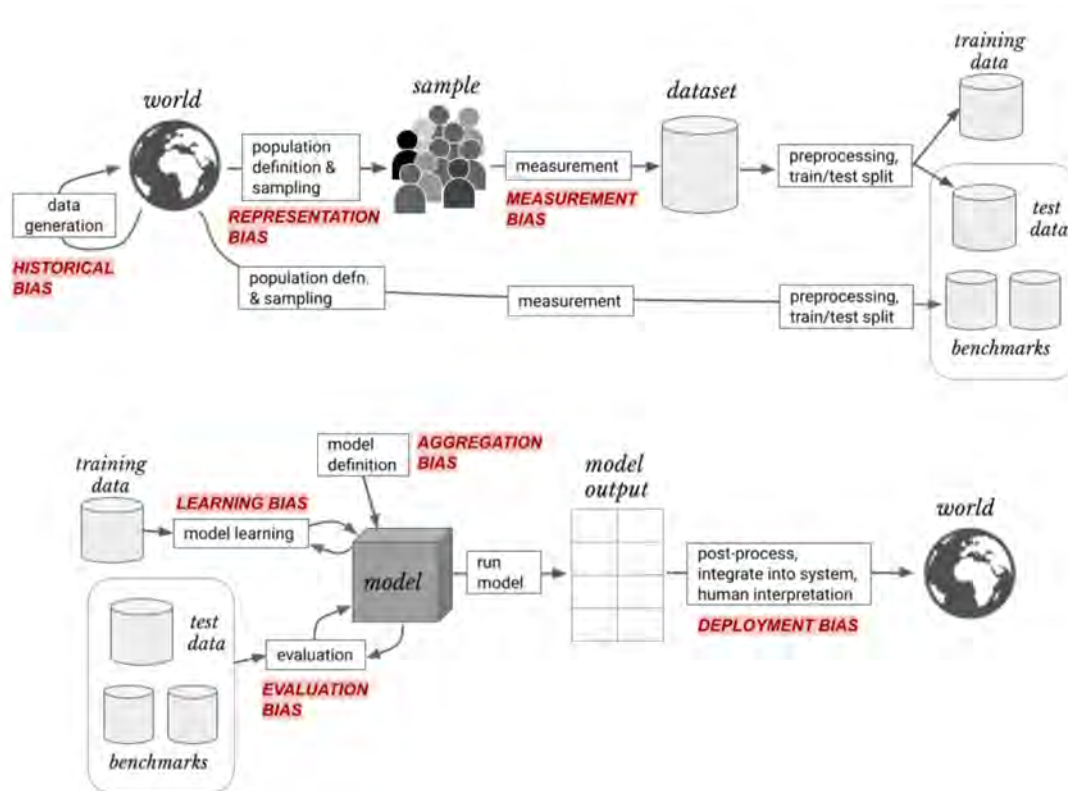 training
data
sample
dataset
world
population
definition &
sampling
measurement
preprocessing,
train/test split
data
generation
REPRESENTATION
BIAS
MEASUREMENT
BIAS
test
data
HISTORICAL
BIAS
population defn.
& sampling
measurement
preprocessing,
train/test split
benchmarks
model
definition
AGGREGATION
BIAS
training
data
LEARNING BIAS
model learning
model
output
world
model
run
model
post-process,
integrate into system,
human interpretation
DEPLOYMENT BIAS
test
data
evaluation
EVALUATION
BIAS
benchmarks